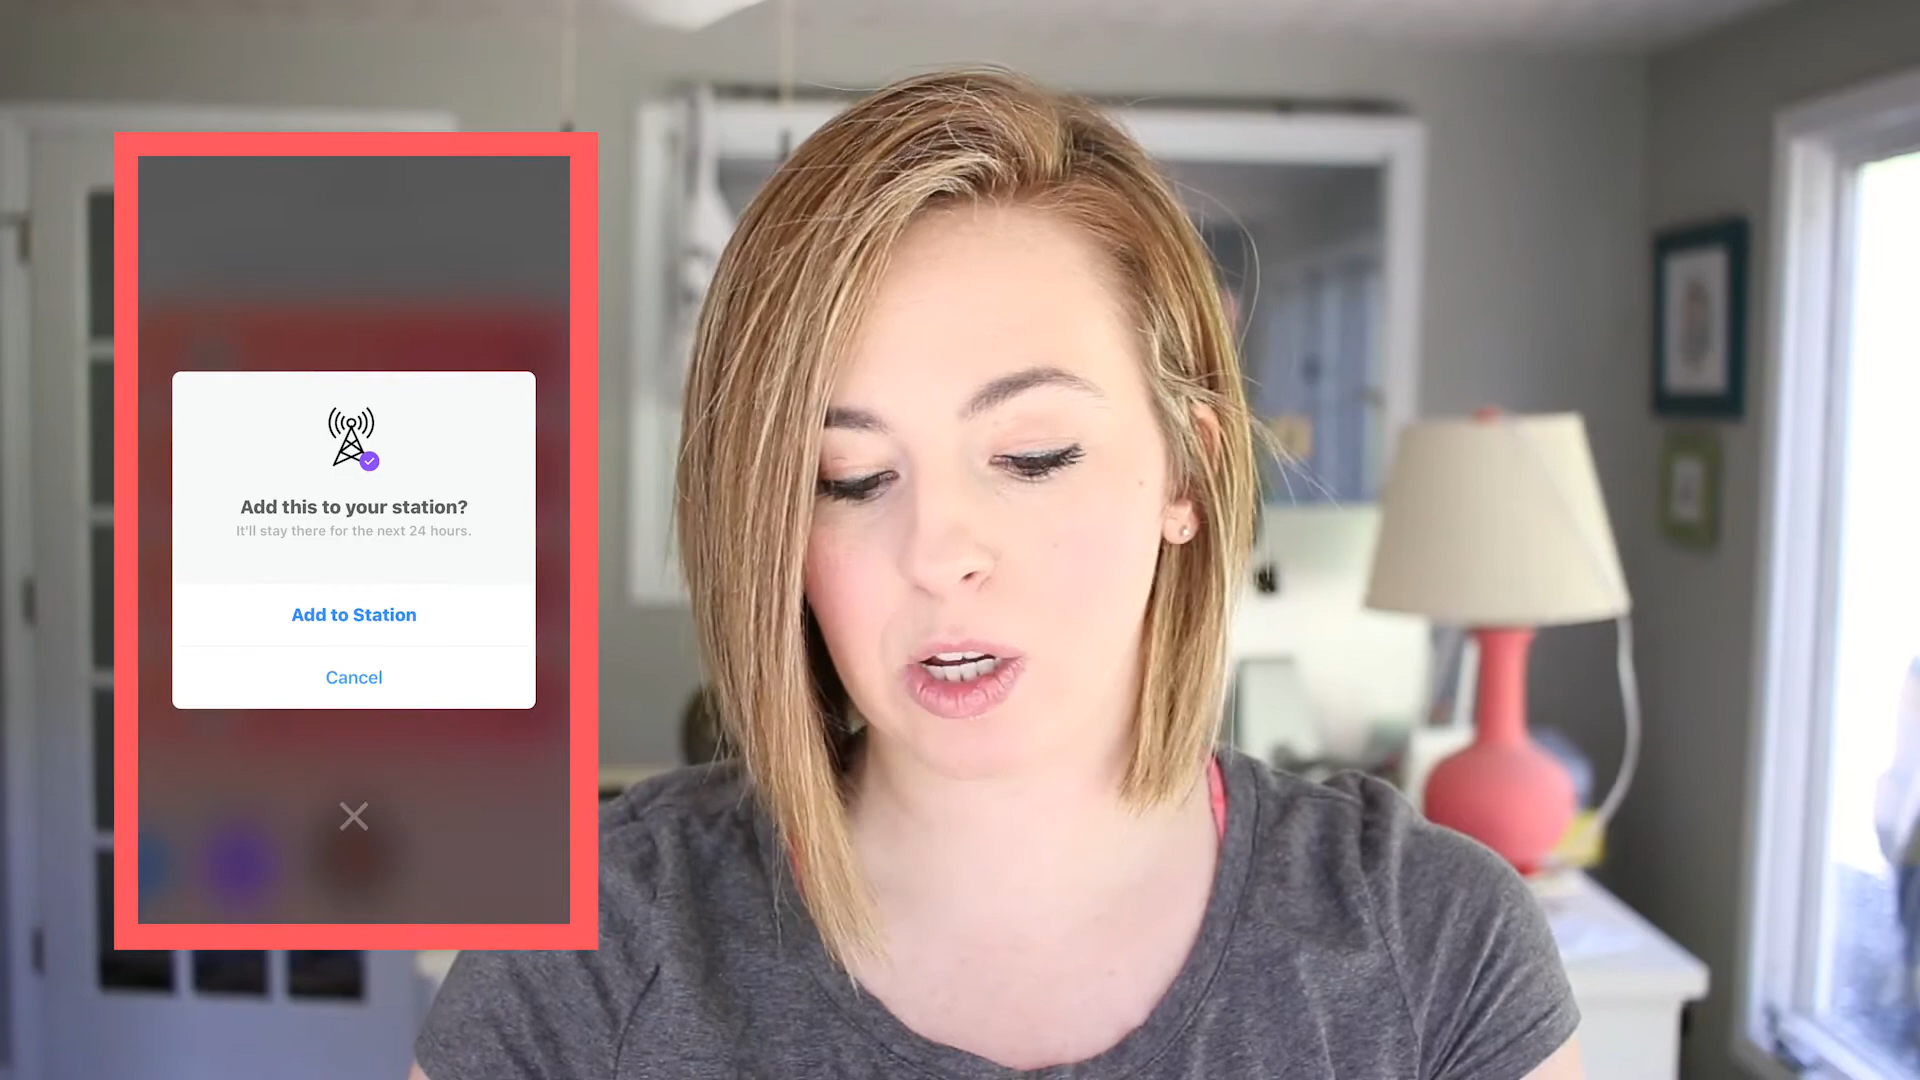 Add this to your station?
It'll stay there for the next 24 hours.
Add to Station
Cancel